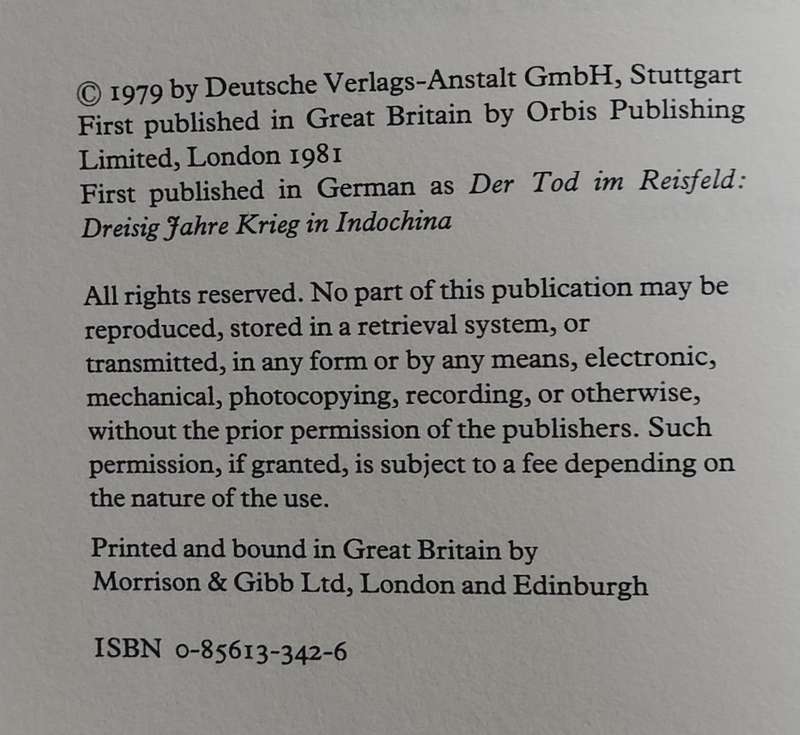 © 1979 by Deutsche Verlags-Anstalt GmbH, Stuttgart
First published in Great Britain by Orbis Publishing
Limited, London 1981
First published in German as Der Tod im Reisfeld:
Dreisig Jahre Krieg in Indochina
All rights reserved. No part of this publication may be
reproduced, stored in a retrieval system, or
transmitted, in any form or by any means, electronic,
mechanical, photocopying, recording, or otherwise,
without the prior permission of the publishers. Such
permission, if granted, is subject to a fee depending on
the nature of the use.
Printed and bound in Great Britain by
Morrison & Gibb Ltd, London and Edinburgh
ISBN 0-85613-342-6